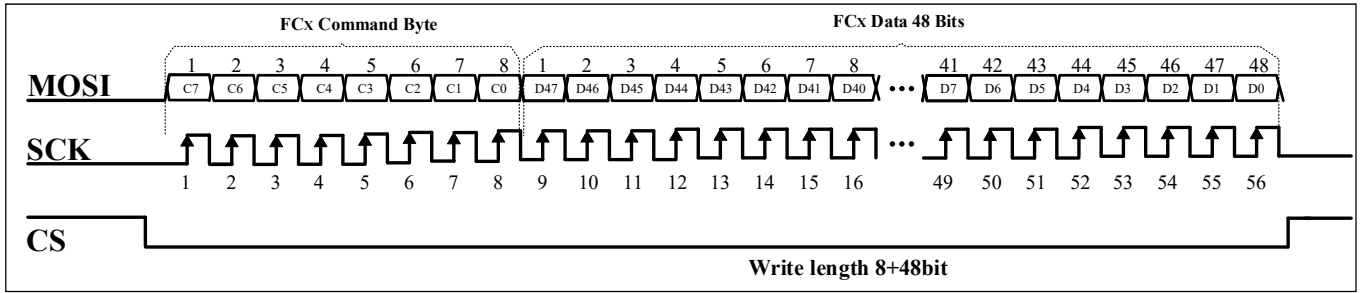 FCx Command Byte FCx Data 48 Bits
1 2 3 4 5 6 7 8 1 2 3 4 5 6 7 8 41 42 43 44 45 46 47 48
MOSI C7 C6 C5 C4 C3 C2 C1 C0 D47 D46 D45 D44 D43 D42 D41 D40 ••• D7 D6 D5 D4 D3 D2 D1 D0
SCK •••
1 2 3 4 5 6 7 8 9 10 11 12 13 14 15 16 49 50 51 52 53 54 55 56
CS
Write length 8+48bit